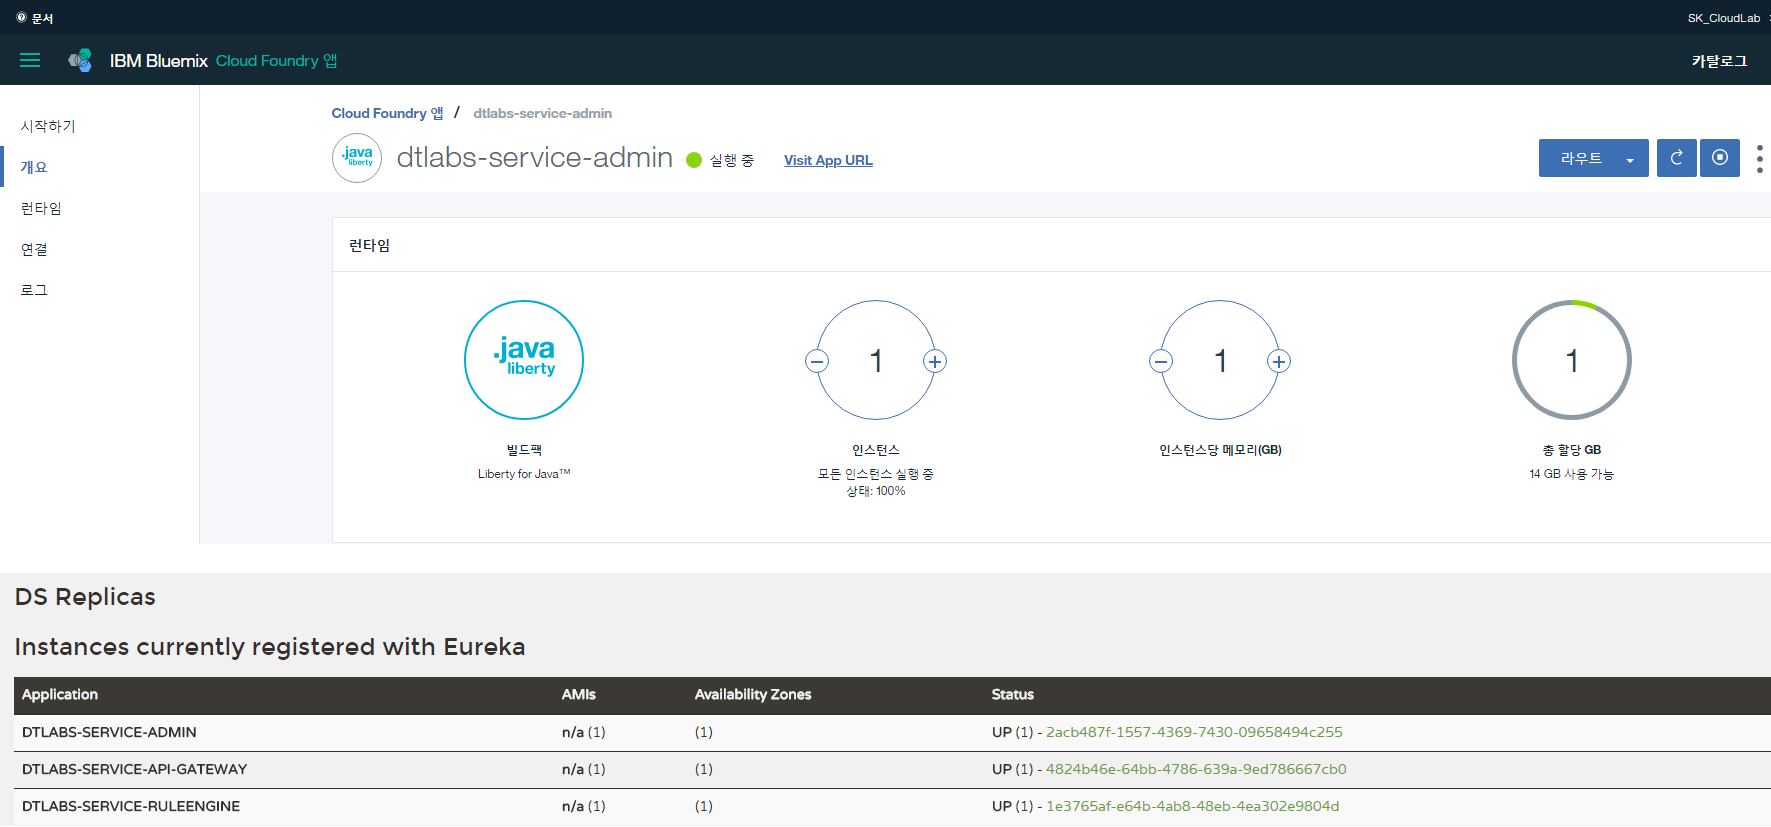 문서
SK_CloudLab
IBM Bluemix Cloud Foundry 앱
카탈로그
시작하기
개요
런타임
연결
로그
Cloud Foundry 앱 / dtlabs-service-admin
.java
liberty
dtlabs-service-admin
실행 중
Visit App URL
라우트
런타임
.java
liberty
1
1
1
빌드팩
인스턴스
인스턴스당 메모리(GB)
총 할당 GB
Liberty for Java™
모든 인스턴스 실행 중
14 GB 사용 가능
상태: 100%
DS Replicas
Instances currently registered with Eureka
Application AMIs Availability Zones Status
DTLABS-SERVICE-ADMIN n/a (1) (1) UP (1) - 2acb487f-1557-4369-7430-09658494c255
DTLABS-SERVICE-API-GATEWAY n/a (1) (1) UP (1) - 4824b46e-64bb-4786-639a-9ed786667cb0
DTLABS-SERVICE-RULEENGINE n/a (1) (1) UP (1) - 1e3765af-e64b-4ab8-48eb-4ea302e9804d